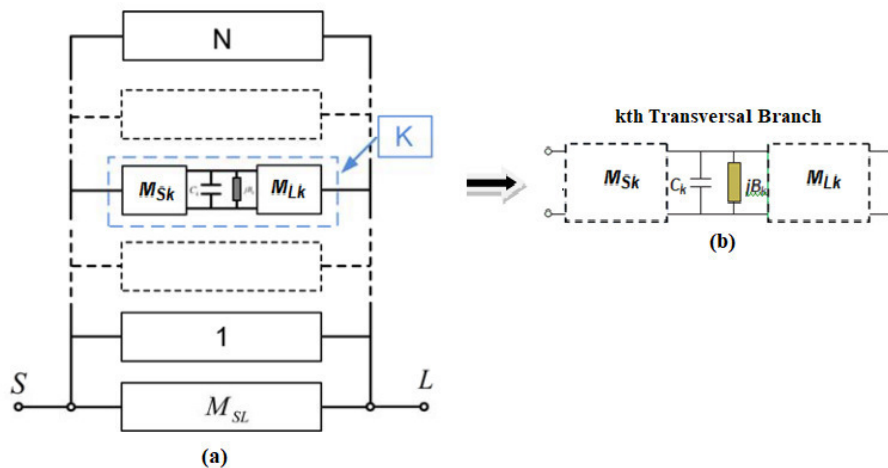 N
K
M_Sk
M_Lk
1
S
M_SL
L
(a)
kth Transversal Branch
M_Sk
C_k
jB_k
M_Lk
(b)